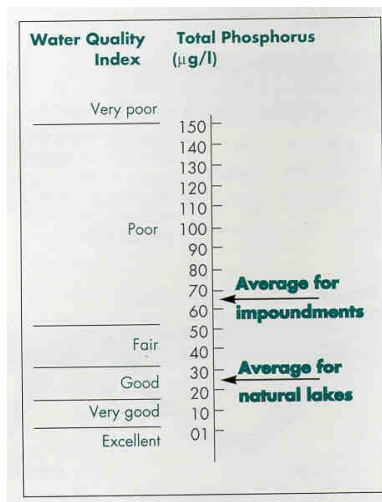 Water Quality Index
Total Phosphorus (µg/l)
Very poor
150
140
130
120
110
Poor 100
90
80
70
Average for impoundments
60
50
Fair
40
30
Average for natural lakes
Good
20
Very good 10
01
Excellent